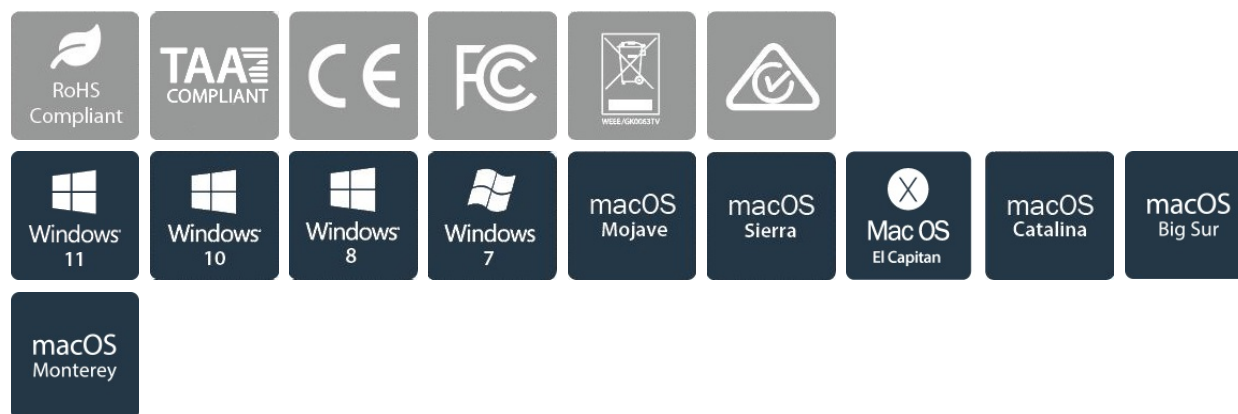 RoHS
Compliant
TAA
COMPLIANT
CE
FC
WEEE/GK0063TV
Windows
11
Windows
10
Windows
8
Windows
7
macOS
Mojave
macOS
Sierra
X
Mac OS
El Capitan
macOS
Catalina
macOS
Big Sur
macOS
Monterey